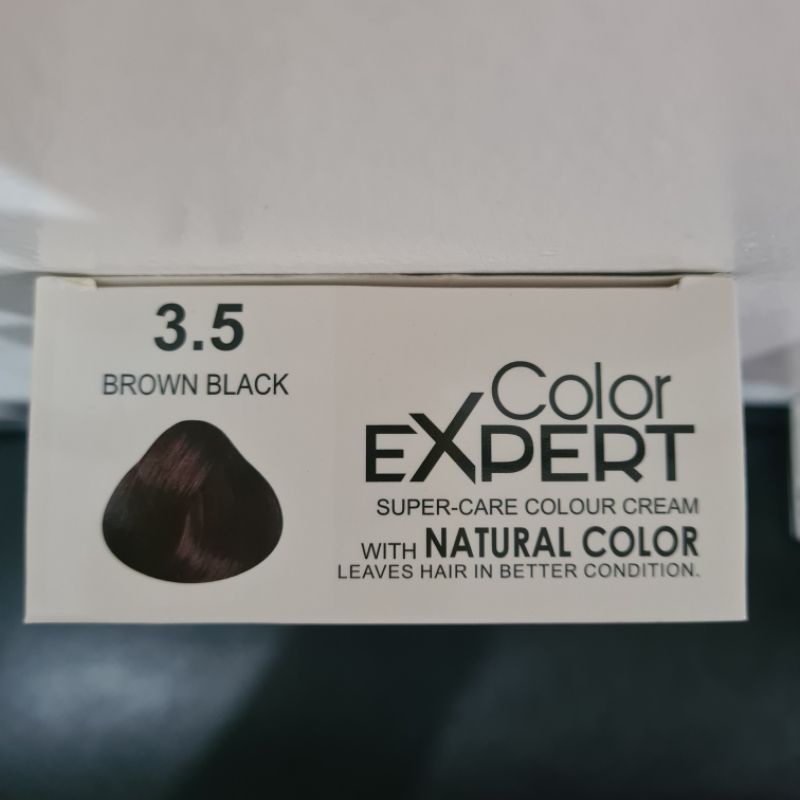 3.5
BROWN BLACK
Color
EXPERT
SUPER-CARE COLOUR CREAM
WITH NATURAL COLOR
LEAVES HAIR IN BETTER CONDITION.